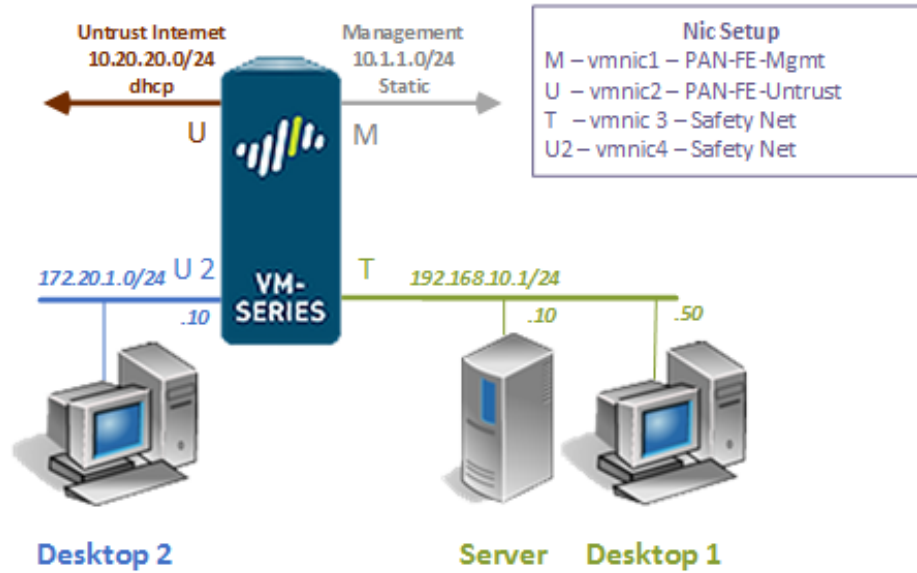 Untrust Internet
10.20.20.0/24
dhcp
U
Management
10.1.1.0/24
Static
M
Nic Setup
M – vmnic1 – PAN-FE-Mgmt
U – vmnic2 – PAN-FE-Untrust
T – vmnic 3 – Safety Net
U2 – vmnic4 – Safety Net
172.20.1.0/24
U 2
.10
VM-
SERIES
T
192.168.10.1/24
.10
.50
Desktop 2
Server
Desktop 1